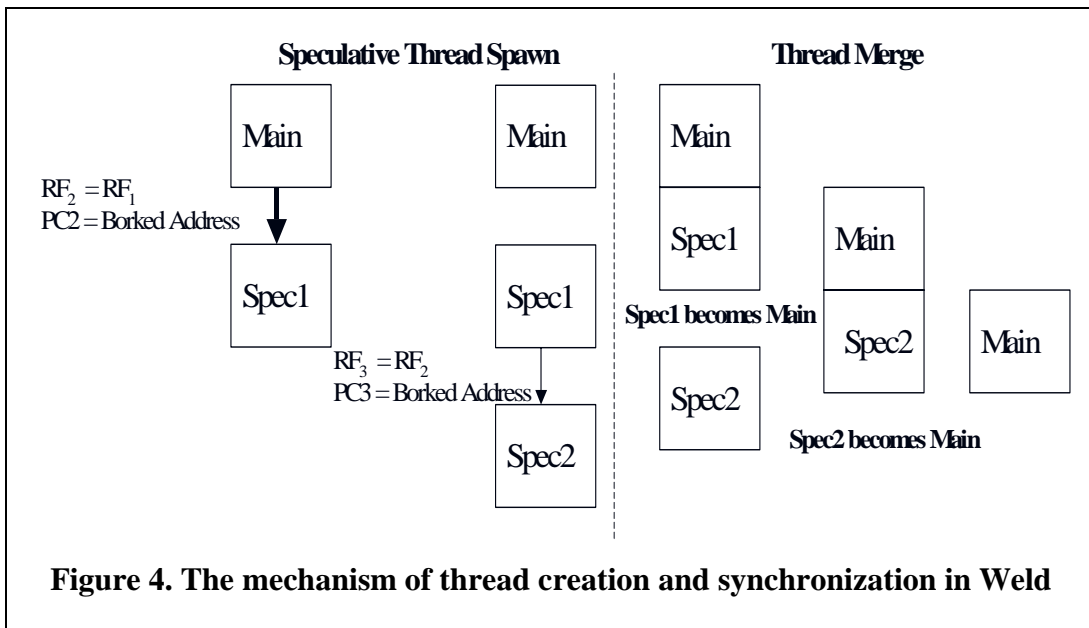 Speculative Thread Spawn
Main
RF₂ = RF₁
PC2 = Borked Address
Spec1
Main
Spec1
RF₃ = RF₂
PC3 = Borked Address
Spec2
Thread Merge
Main
Spec1
Spec1 becomes Main
Spec2
Main
Spec2
Spec2 becomes Main
Main
Figure 4. The mechanism of thread creation and synchronization in Weld